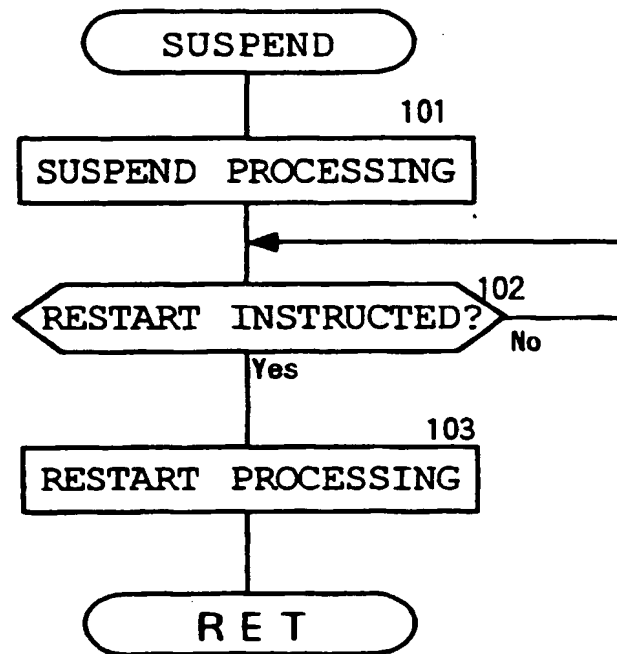 SUSPEND
101
SUSPEND PROCESSING
102
RESTART INSTRUCTED?
No
Yes
103
RESTART PROCESSING
RET